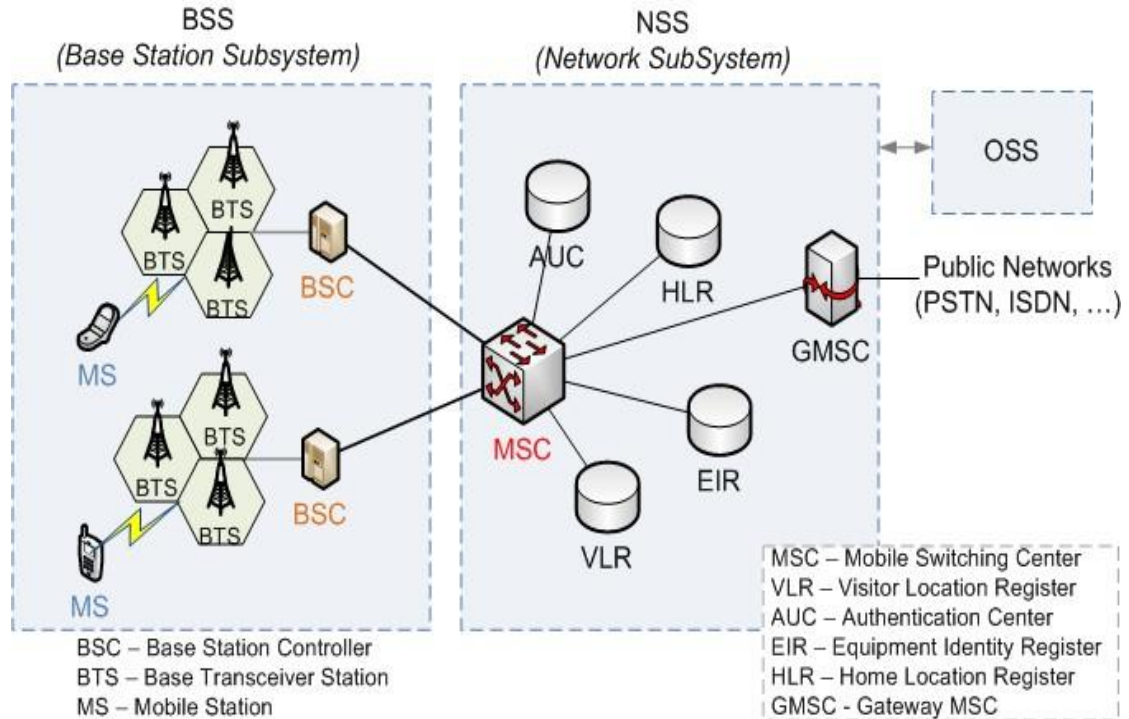 BSS
(Base Station Subsystem)
NSS
(Network SubSystem)
OSS
BTS
BTS
BTS
BSC
MS
AUC
HLR
GMSC
Public Networks
(PSTN, ISDN, ...)
MSC
EIR
VLR
BTS
BTS
BTS
BSC
MS
BSC – Base Station Controller
BTS – Base Transceiver Station
MS – Mobile Station
MSC – Mobile Switching Center
VLR – Visitor Location Register
AUC – Authentication Center
EIR – Equipment Identity Register
HLR – Home Location Register
GMSC - Gateway MSC